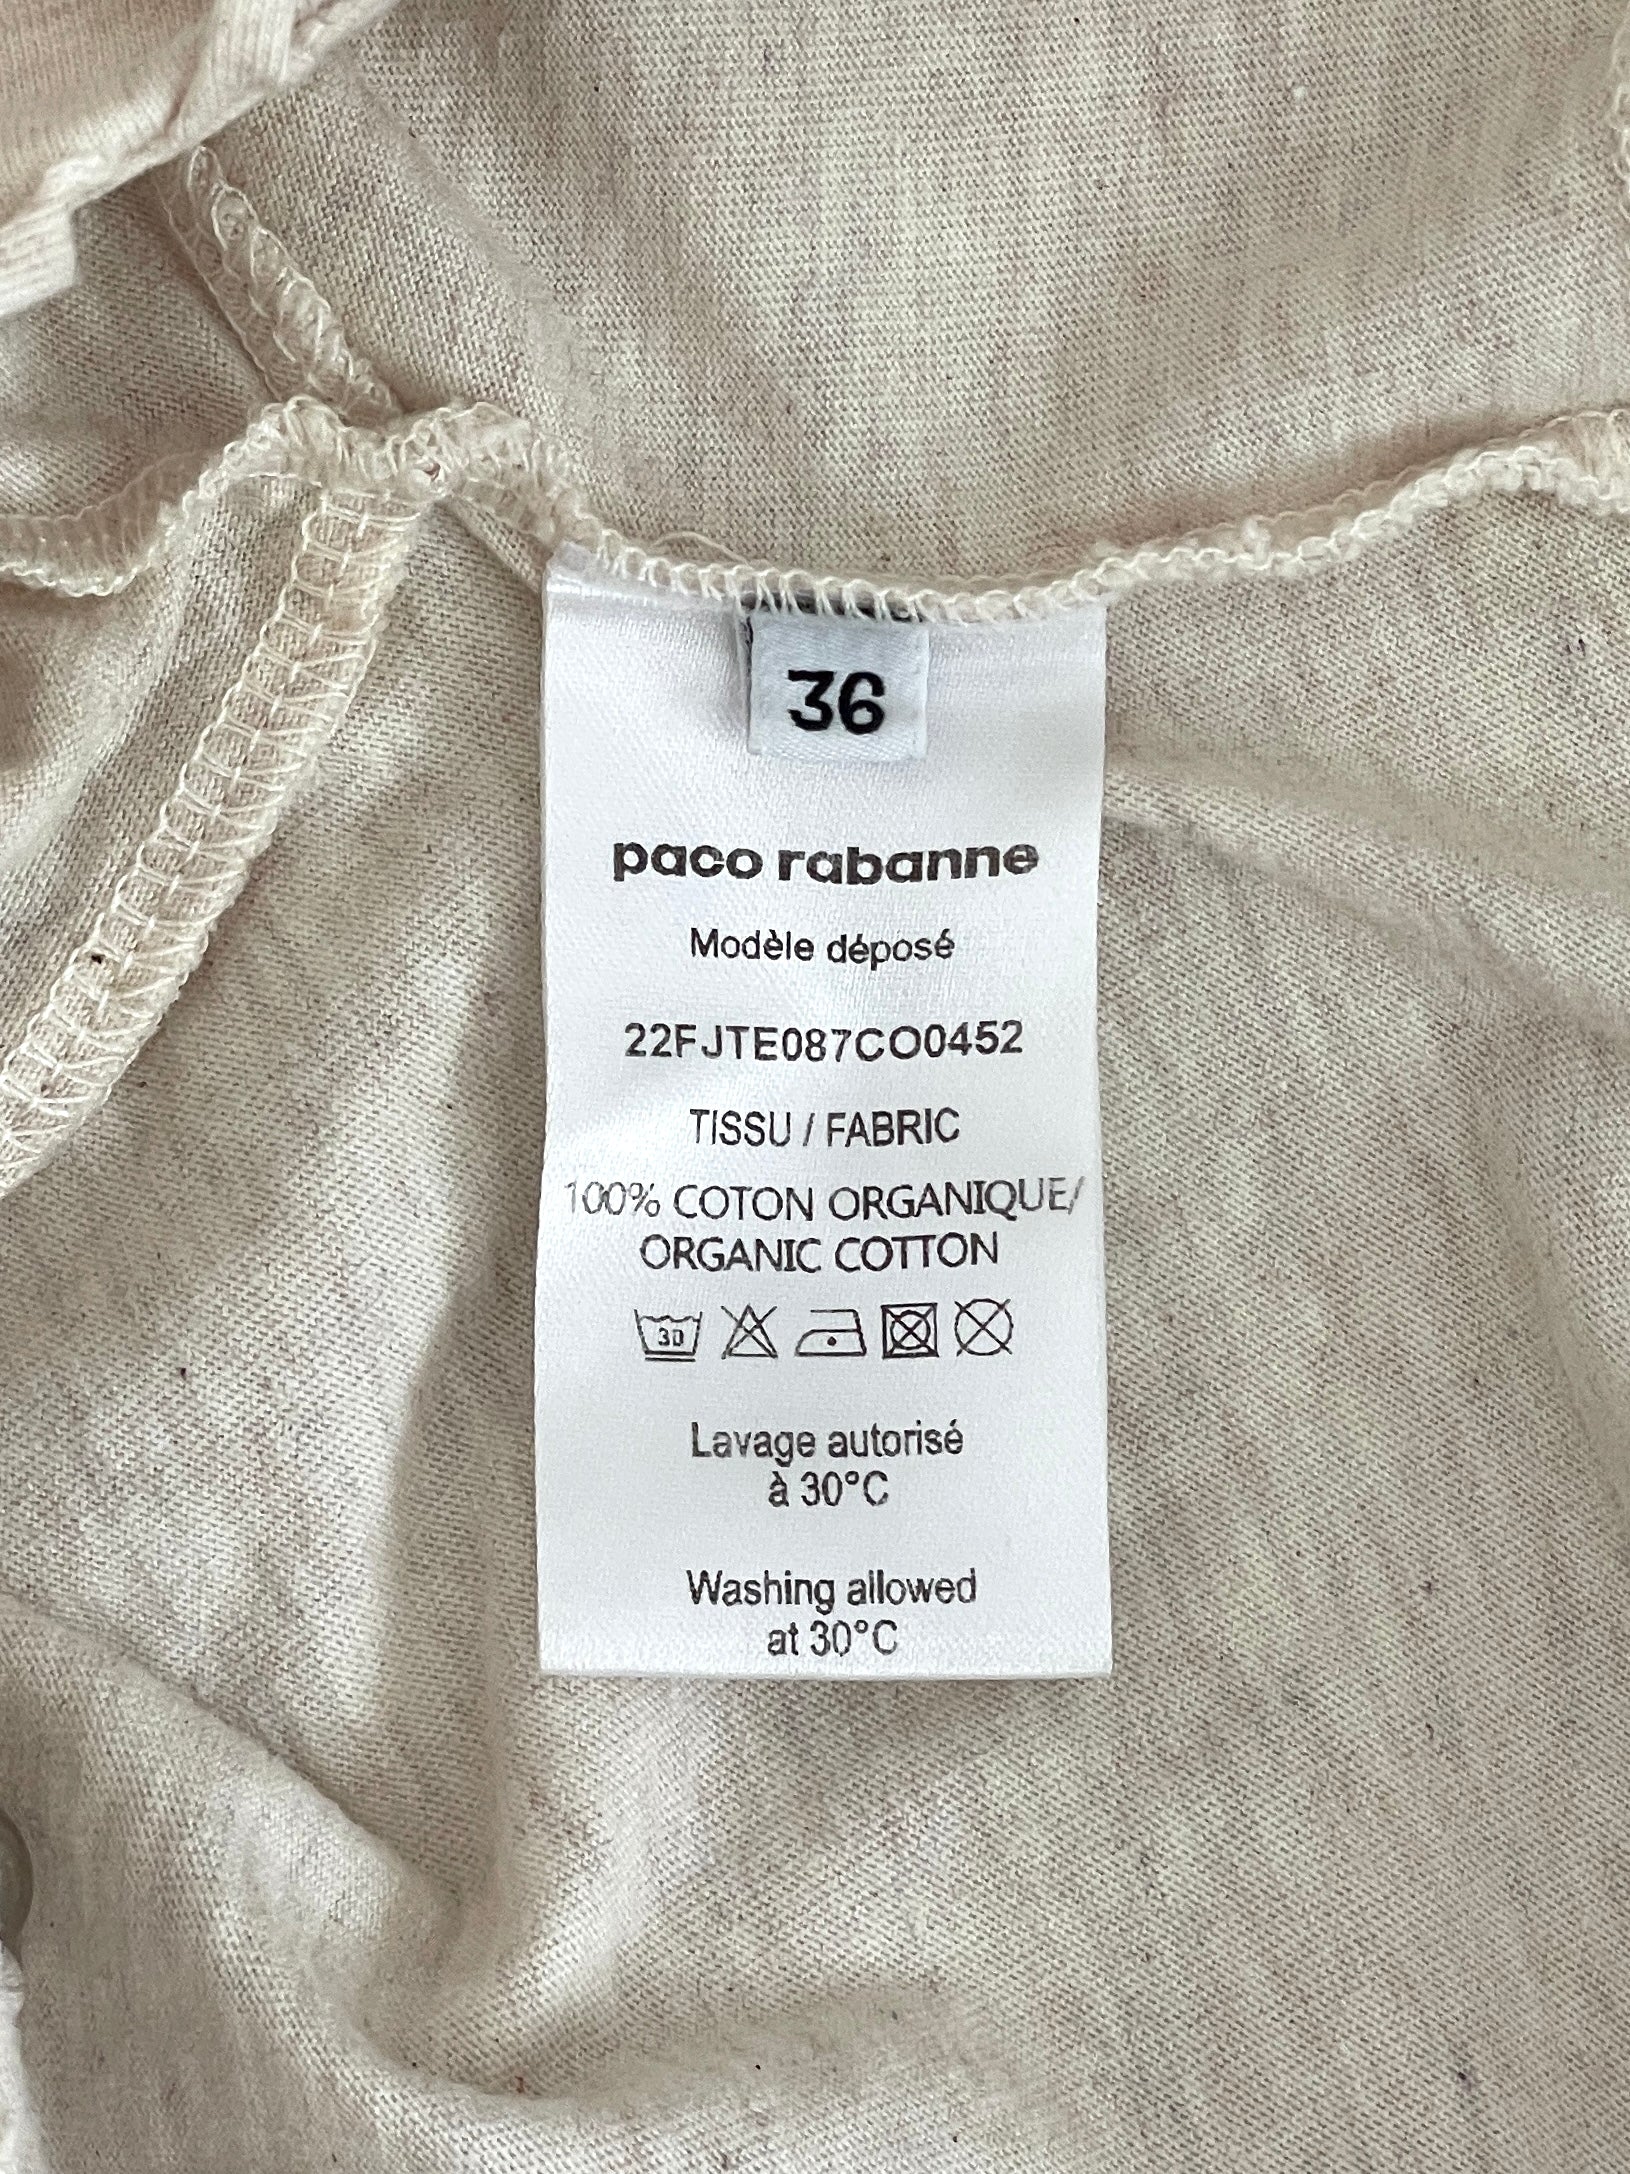 36
paco rabanne
Modèle déposé
22FJTE087CO0452
TISSU / FABRIC
100% COTON ORGANIQUE/
ORGANIC COTTON
30
Lavage autorisé
à 30°C
Washing allowed
at 30°C